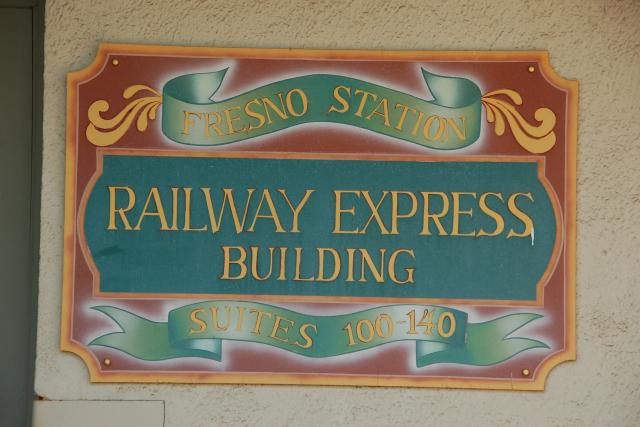 FRESNO STATION
RAILWAY EXPRESS
BUILDING
SUITES 100-140